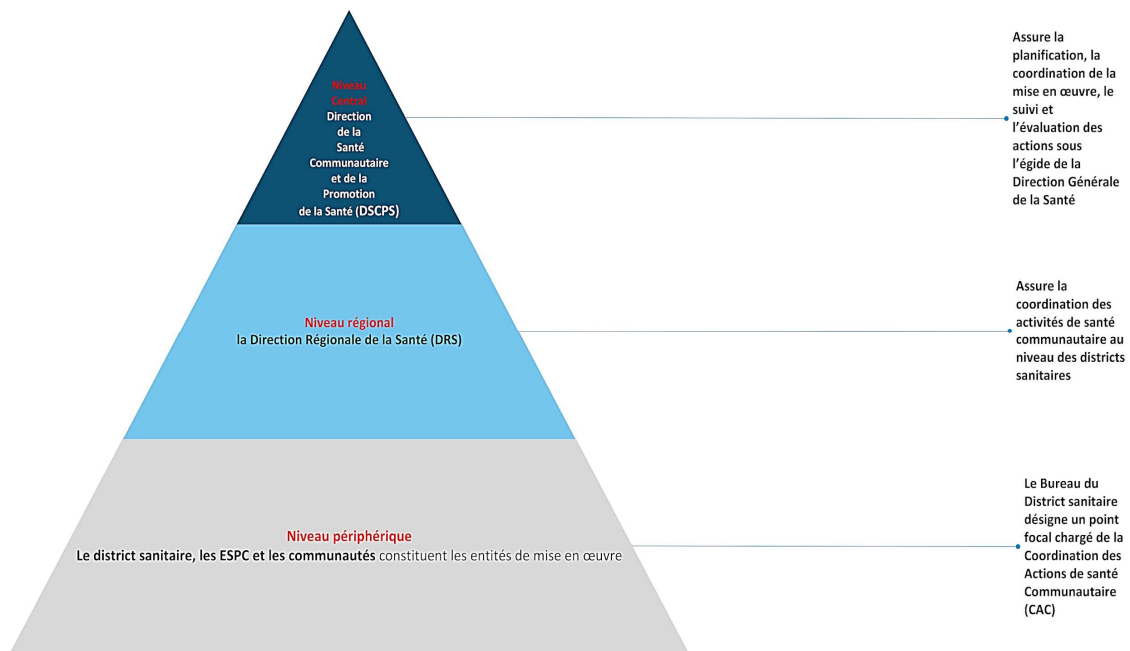 Niveau
Central
Direction
de la
Santé
Communautaire
et de la
Promotion
de la Santé (DSCPS)
Assure la
planification, la
coordination de la
mise en œuvre, le
suivi et
l’évaluation des
actions sous
l’égide de la
Direction Générale
de la Santé
Niveau régional
la Direction Régionale de la Santé (DRS)
Assure la
coordination des
activités de santé
communautaire au
niveau des districts
sanitaires
Niveau périphérique
Le district sanitaire, les ESPC et les communautés constituent les entités de mise en œuvre
Le Bureau du
District sanitaire
désigne un point
focal chargé de la
Coordination des
Actions de santé
Communautaire
(CAC)